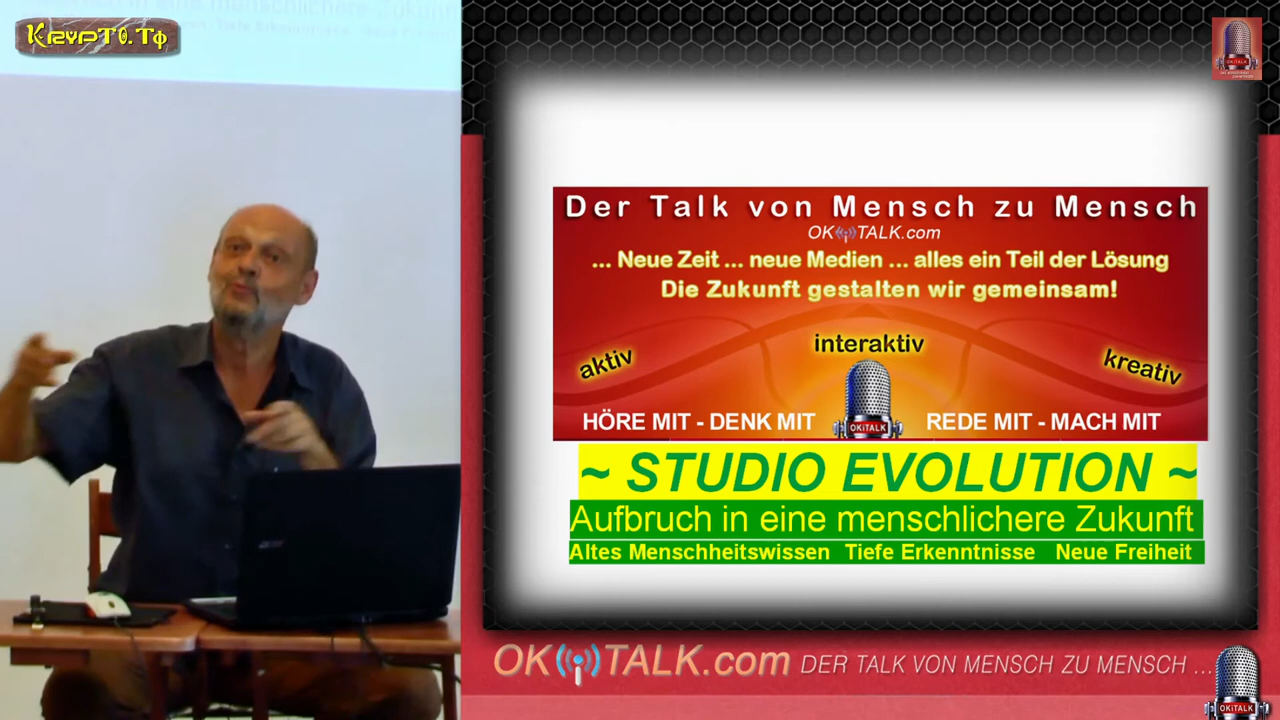 KRYPTO.TΦ
OKiTALK
Der Talk von Mensch zu Mensch
OKiTALK.com
... Neue Zeit ... neue Medien ... alles ein Teil der Lösung
Die Zukunft gestalten wir gemeinsam!
aktiv
interaktiv
kreativ
HÖRE MIT - DENK MIT
REDE MIT - MACH MIT
OKiTALK
~ STUDIO EVOLUTION ~
Aufbruch in eine menschlichere Zukunft
Altes Menschheitswissen Tiefe Erkenntnisse Neue Freiheit
OKiTALK.com DER TALK VON MENSCH ZU MENSCH ...
OKiTALK